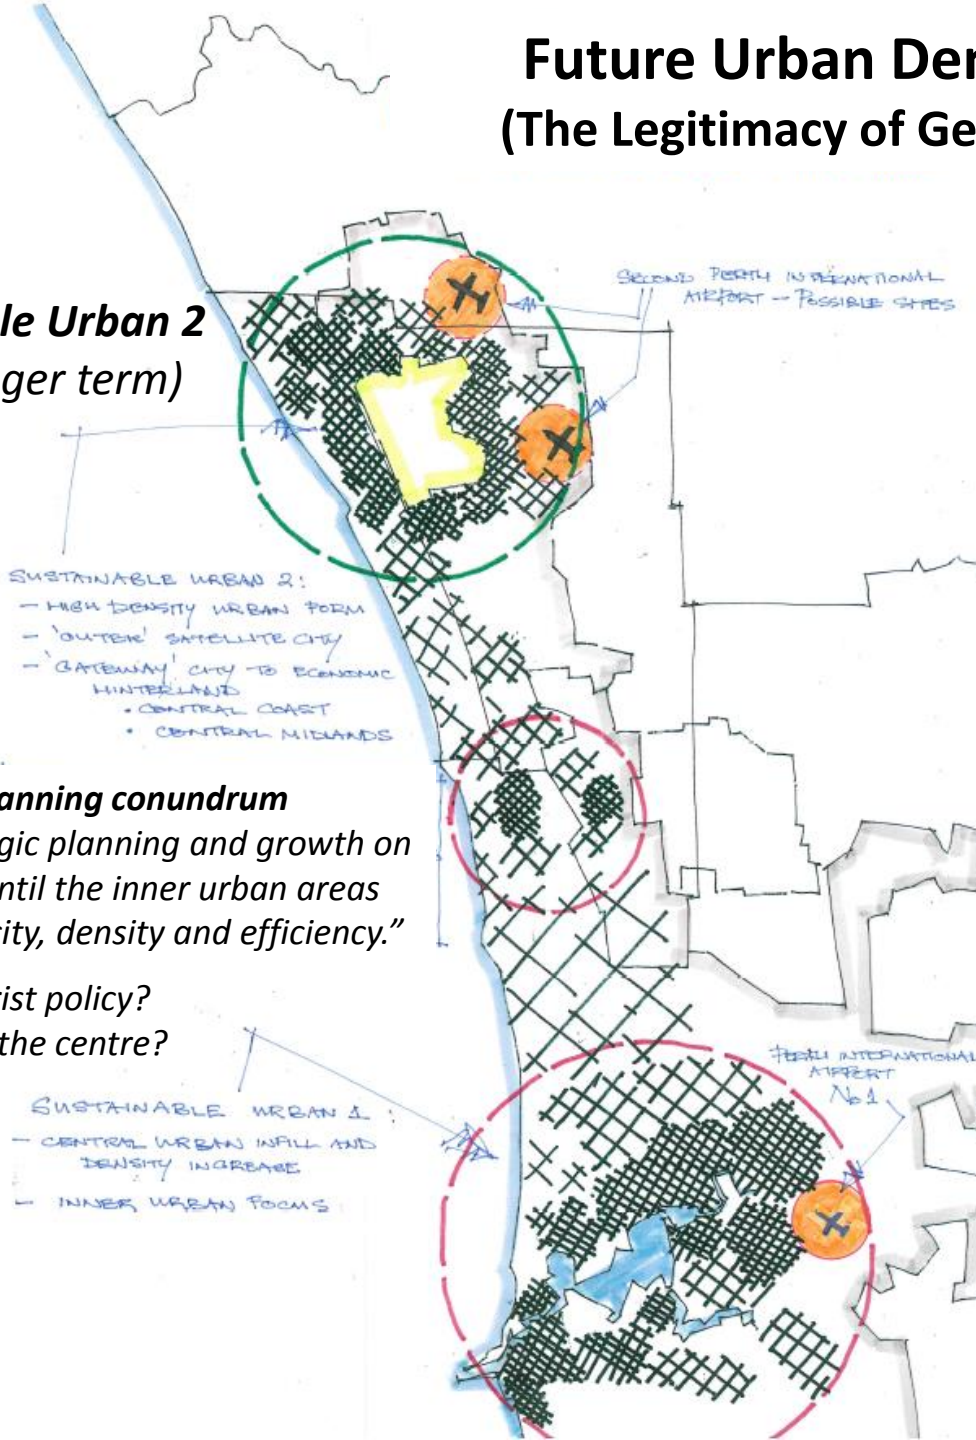 Future Urban Den
(The Legitimacy of Ge
SECOND PERTH INTERNATIONAL
AIRPORT – POSSIBLE SITES
le Urban 2
ger term)
SUSTAINABLE URBAN 2:
– HIGH DENSITY URBAN FORM
– 'OUTER' SATELLITE CITY
– 'GATEWAY' CITY TO ECONOMIC
HINTERLAND
• CENTRAL COAST
• CENTRAL MIDLANDS
anning conundrum
gic planning and growth on
ntil the inner urban areas
city, density and efficiency.”
rist policy?
the centre?
PERTH INTERNATIONAL
AIRPORT
No 1
SUSTAINABLE URBAN 1 :
– CENTRAL URBAN INFILL AND
DENSITY INCREASE
– INNER URBAN FOCUS